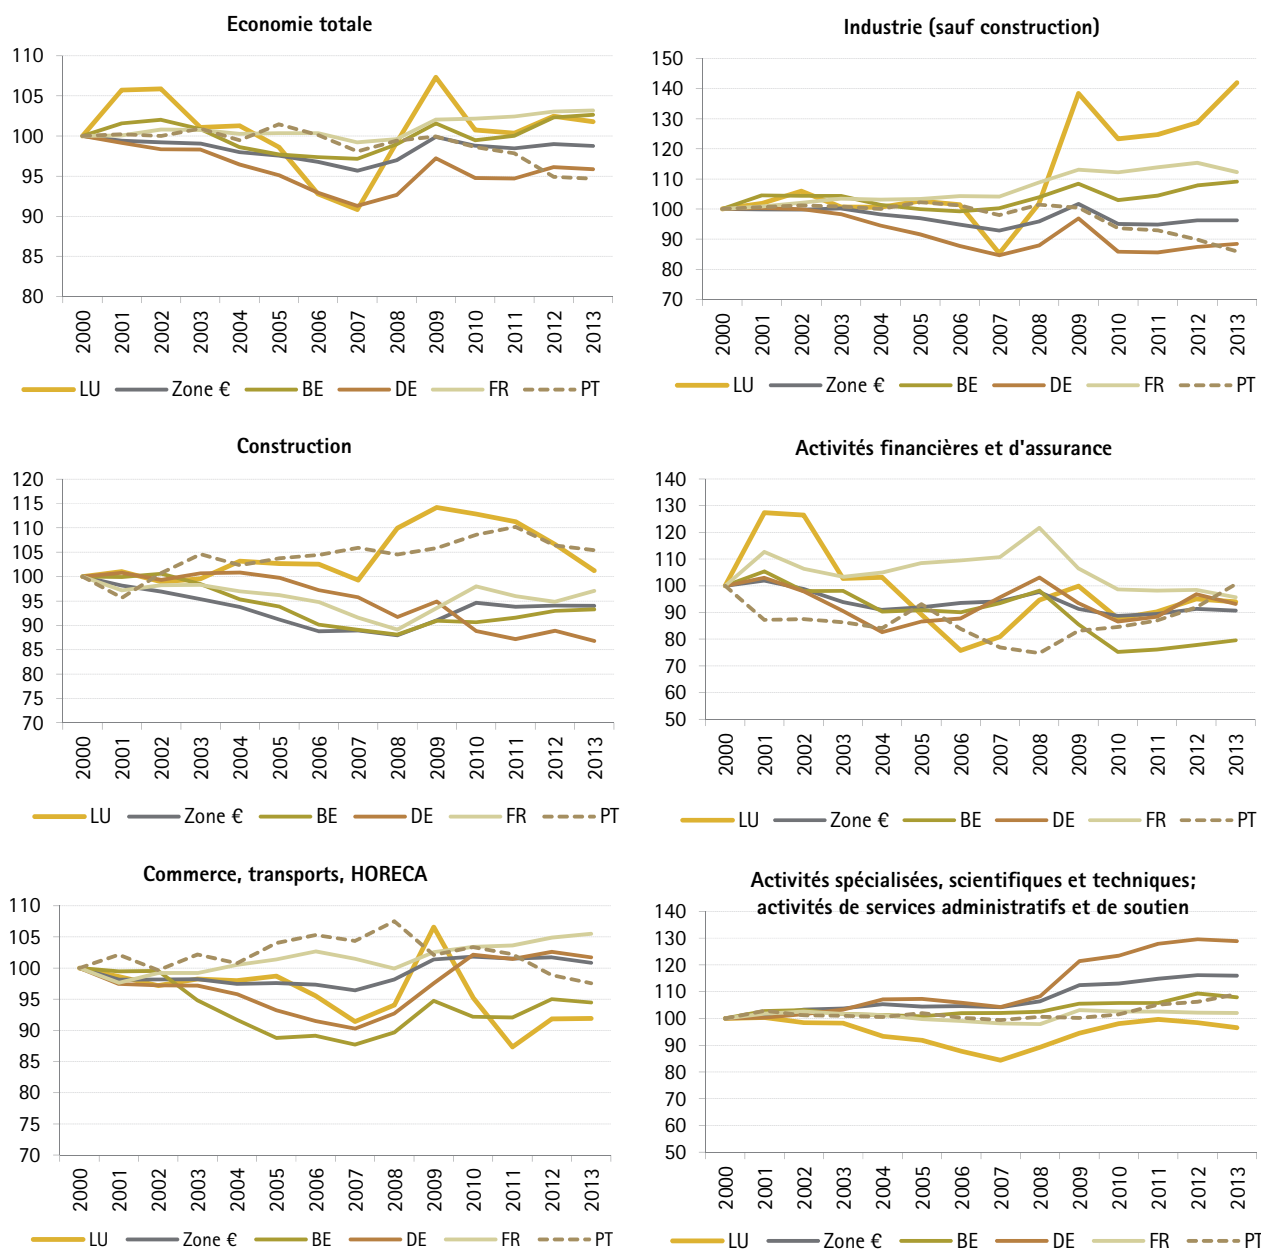 Economie totale
110
105
100
95
90
85
80
2000 2001 2002 2003 2004 2005 2006 2007 2008 2009 2010 2011 2012 2013
LU Zone € BE DE FR PT
Industrie (sauf construction)
150
140
130
120
110
100
90
80
70
2000 2001 2002 2003 2004 2005 2006 2007 2008 2009 2010 2011 2012 2013
LU Zone € BE DE FR PT
Construction
120
115
110
105
100
95
90
85
80
75
70
2000 2001 2002 2003 2004 2005 2006 2007 2008 2009 2010 2011 2012 2013
LU Zone € BE DE FR PT
Activités financières et d'assurance
140
130
120
110
100
90
80
70
60
50
2000 2001 2002 2003 2004 2005 2006 2007 2008 2009 2010 2011 2012 2013
LU Zone € BE DE FR PT
Commerce, transports, HORECA
110
105
100
95
90
85
80
75
70
2000 2001 2002 2003 2004 2005 2006 2007 2008 2009 2010 2011 2012 2013
LU Zone € BE DE FR PT
Activités spécialisées, scientifiques et techniques;
activités de services administratifs et de soutien
140
130
120
110
100
90
80
70
60
50
2000 2001 2002 2003 2004 2005 2006 2007 2008 2009 2010 2011 2012 2013
LU Zone € BE DE FR PT